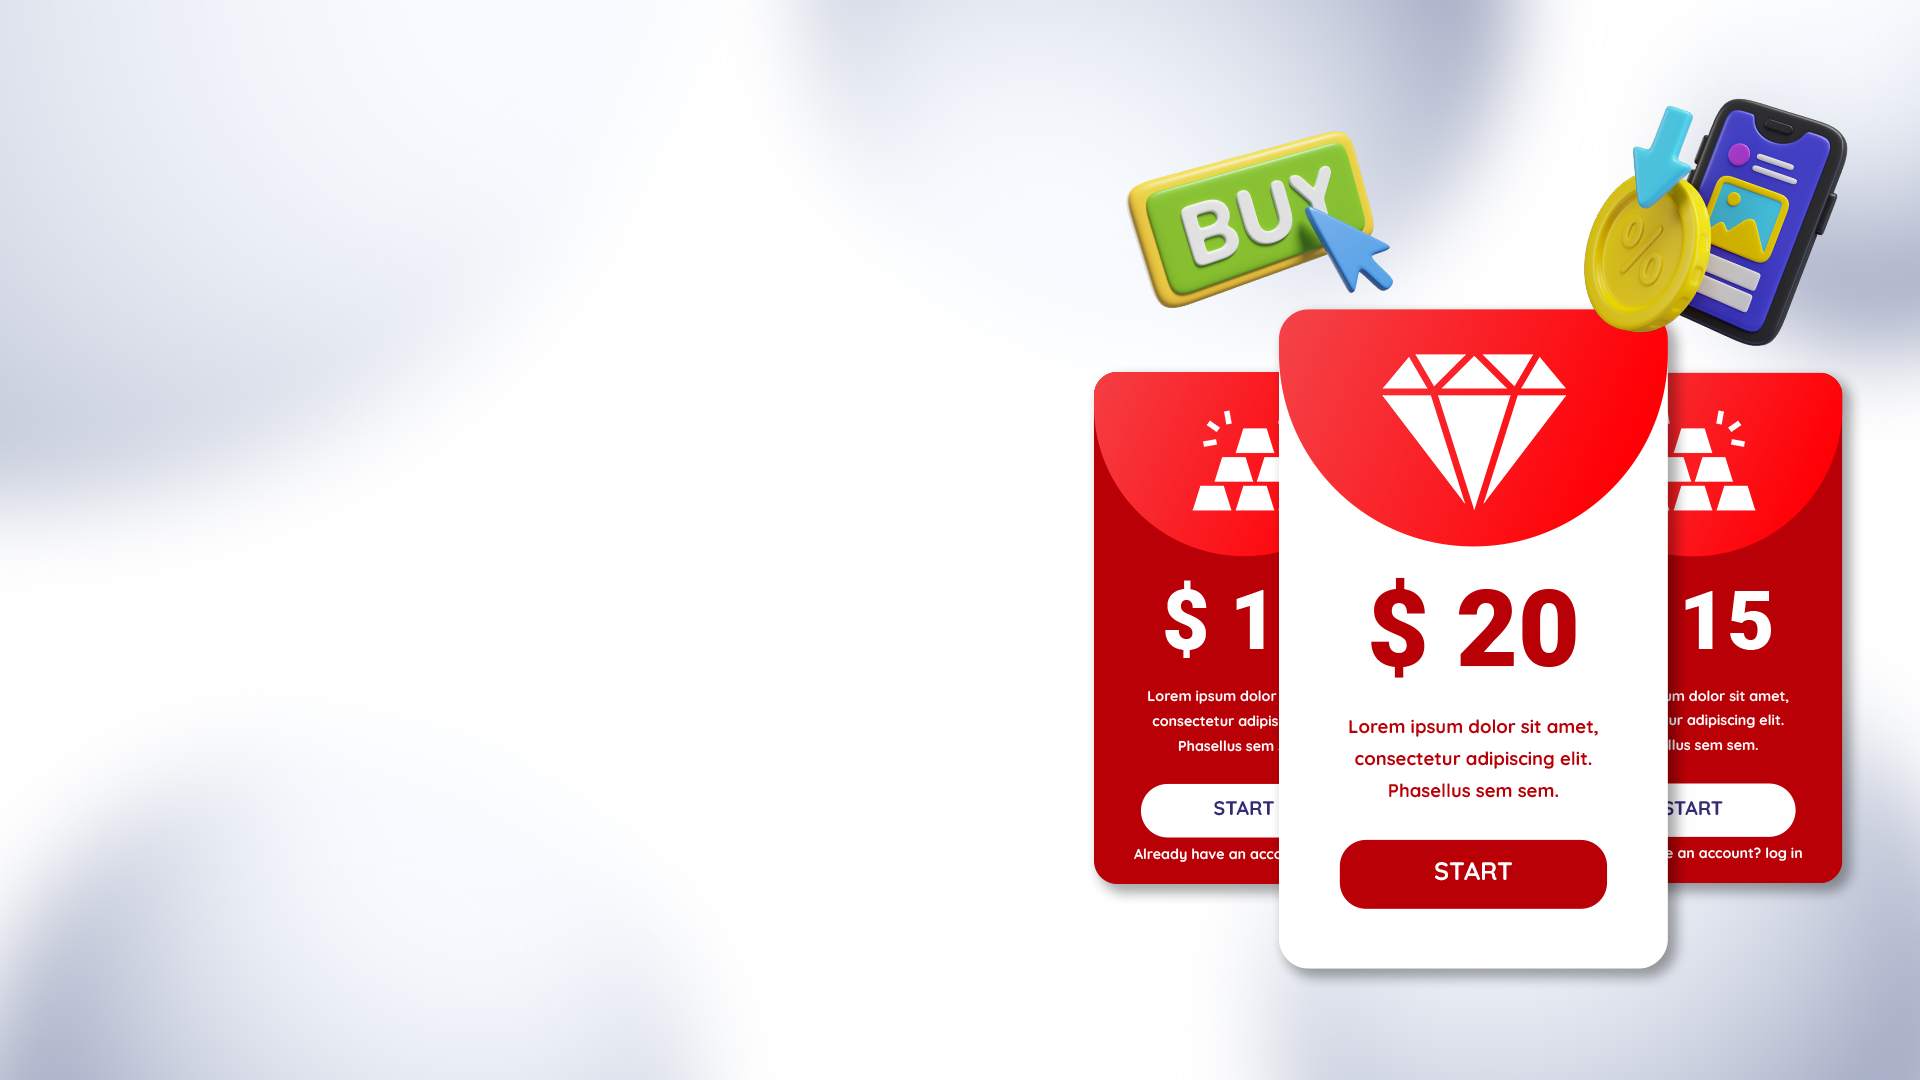 BUY
%
$ 1
Lorem ipsum dolor
consectetur adipis
Phasellus sem
START
Already have an acco
$ 20
Lorem ipsum dolor sit amet,
consectetur adipiscing elit.
Phasellus sem sem.
START
15
um dolor sit amet,
ur adipiscing elit.
llus sem sem.
START
e an account? log in